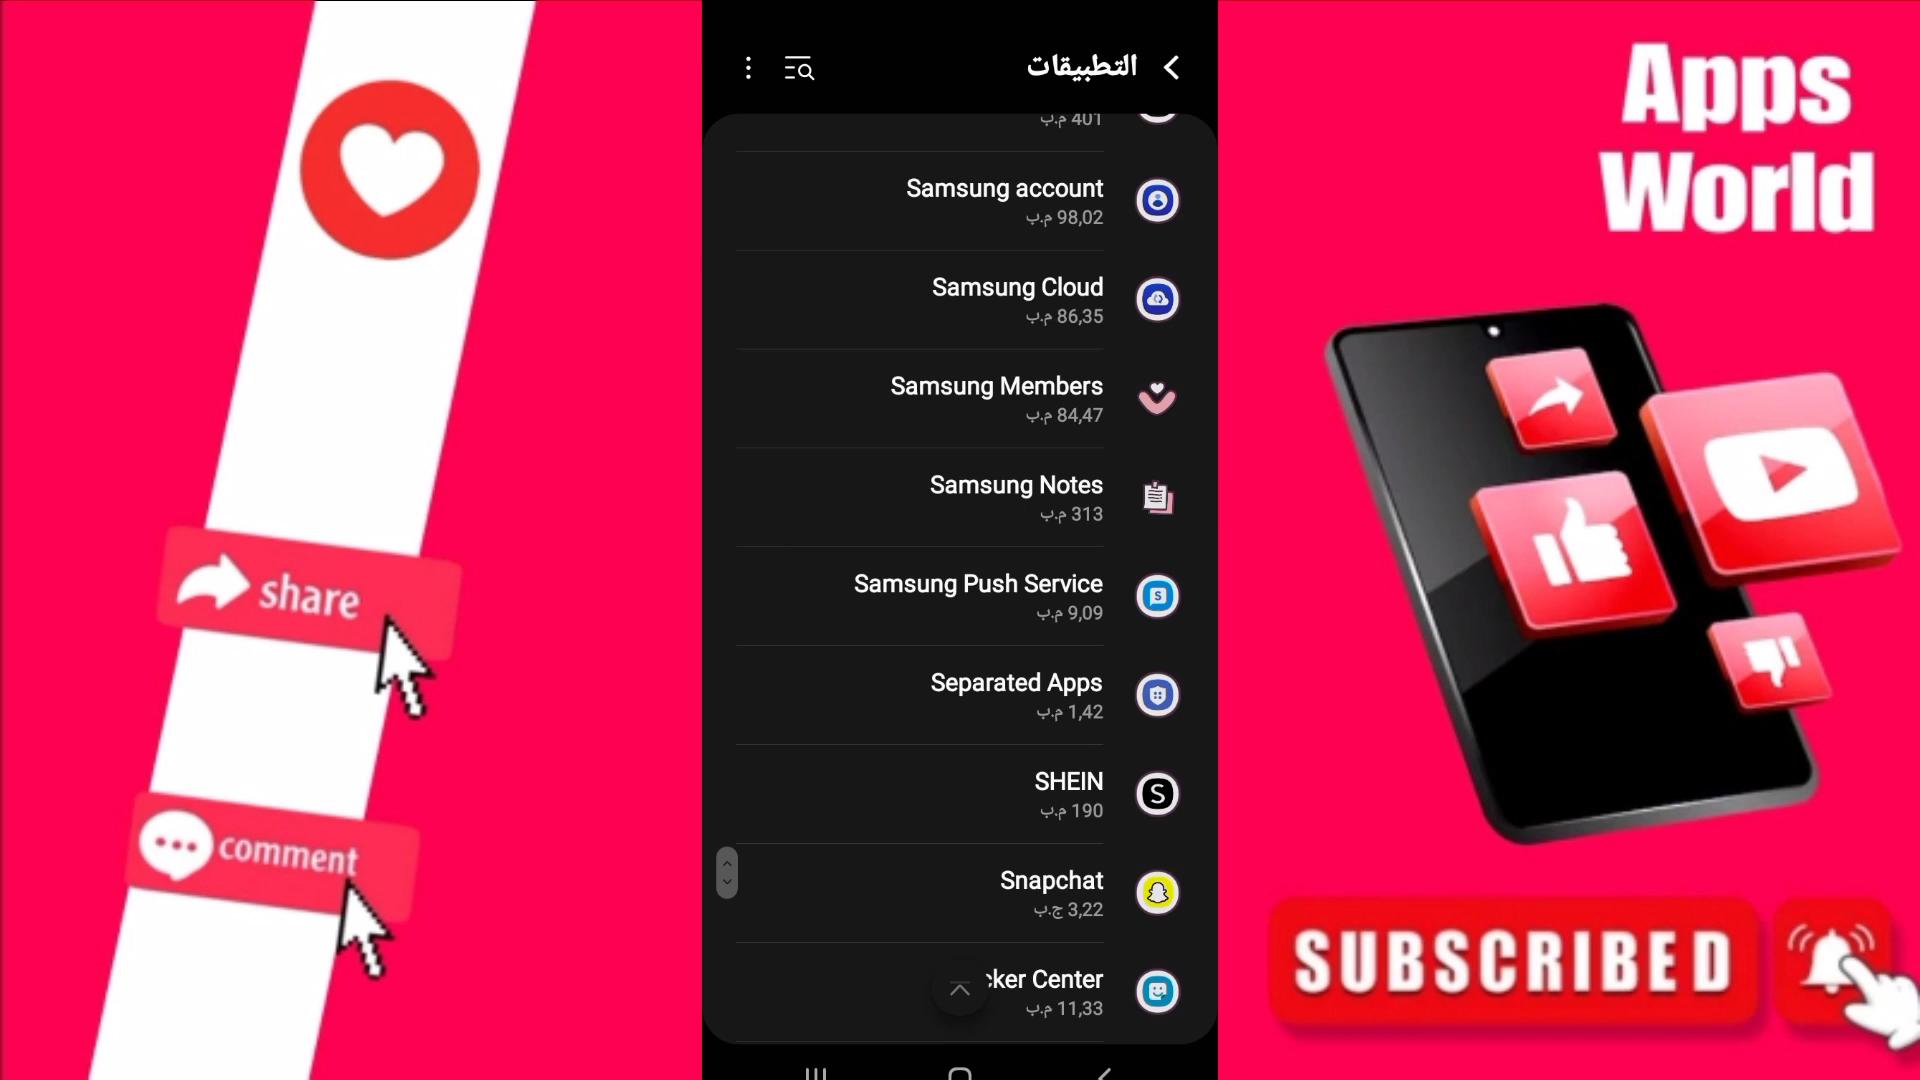 التطبيقات
401 م.ب
Samsung account
98,02 م.ب
Samsung Cloud
86,35 م.ب
Samsung Members
84,47 م.ب
Samsung Notes
313 م.ب
Samsung Push Service
9,09 م.ب
Separated Apps
1,42 م.ب
SHEIN
190 م.ب
Snapchat
3,22 ج.ب
cker Center
11,33 م.ب
share
comment
Apps
World
SUBSCRIBED